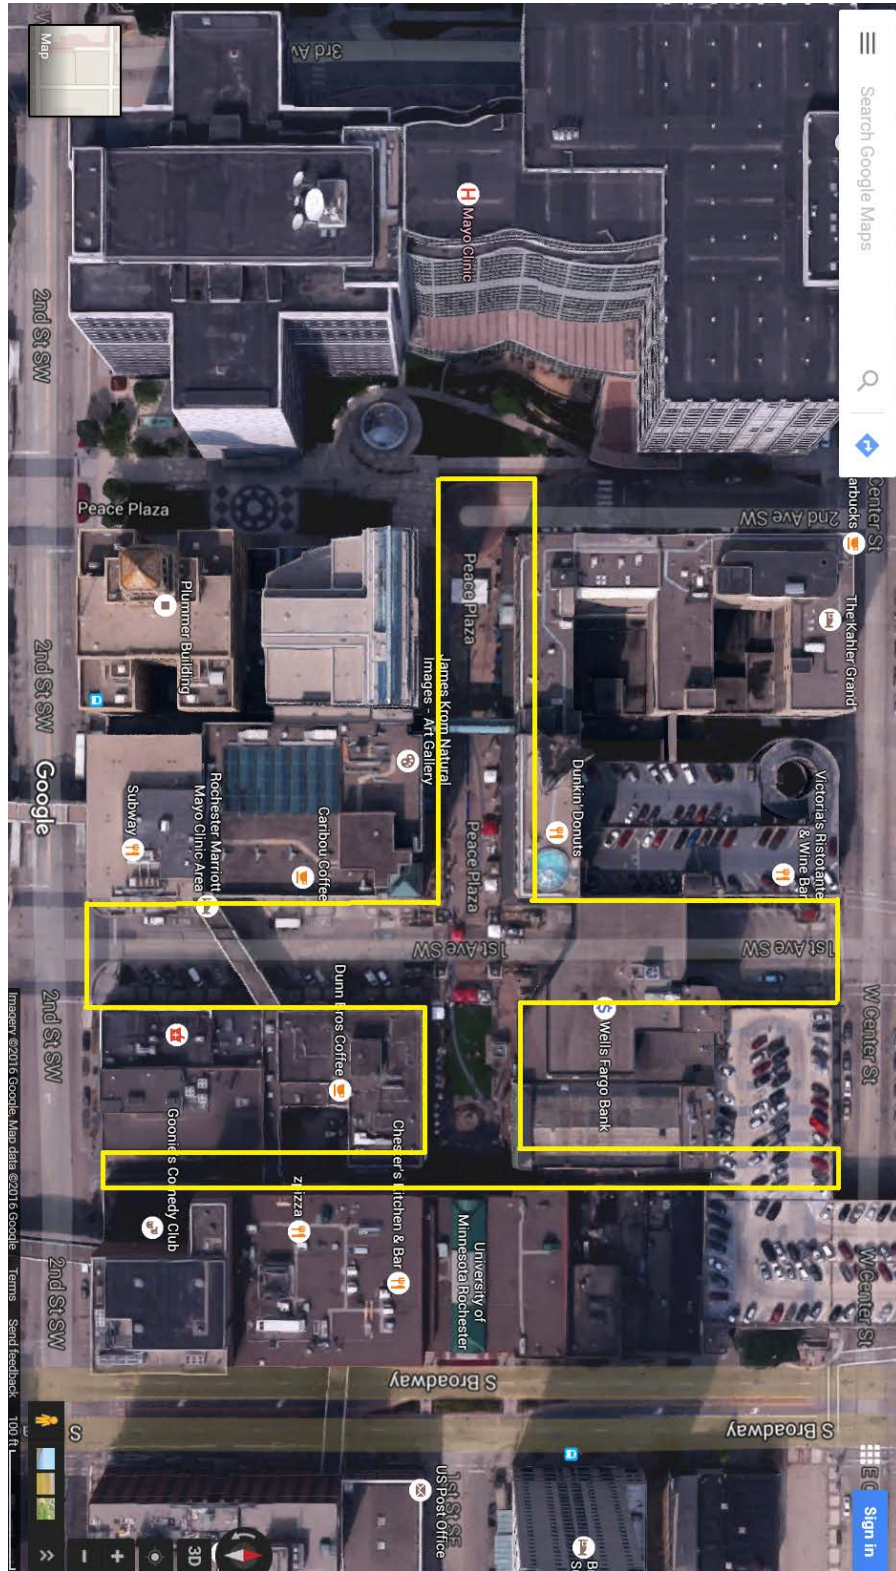 Search Google Maps
Sign in
Map
3rd Av
Mayo Clinic
2nd St SW
Peace Plaza
Plummer Building
2nd Ave SW
Center St
arbucks
The Kahler Grand
Peace Plaza
James Krom Natural
Images - Art Gallery
2nd St SW
Google
Subway
Rochester Marriott
Mayo Clinic Area
Caribou Coffee
Peace Plaza
Dunkin' Donuts
Victoria's Ristorante
& Wine Bar
1st Ave SW
1st Ave SW
2nd St SW
Dunn Bros Coffee
Wells Fargo Bank
W Center St
Goonie's Comedy Club
zpizza
Chester's Kitchen & Bar
University of
Minnesota Rochester
W Center St
2nd St SW
S Broadway
S Broadway
S
1st St SE
US Post Office
E C
3D
Imagery ©2016 Google, Map data ©2016 Google
Terms
Send feedback
100 ft